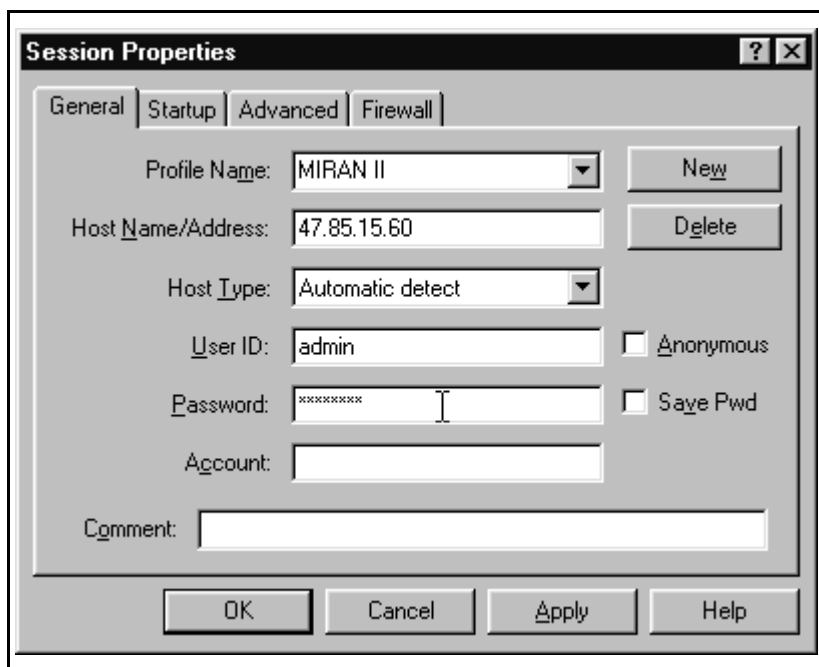 Session Properties
General Startup Advanced Firewall
Profile Name: MIRAN II New
Host Name/Address: 47.85.15.60 Delete
Host Type: Automatic detect
User ID: admin Anonymous
Password: ******** Save Pwd
Account:
Comment:
OK Cancel Apply Help